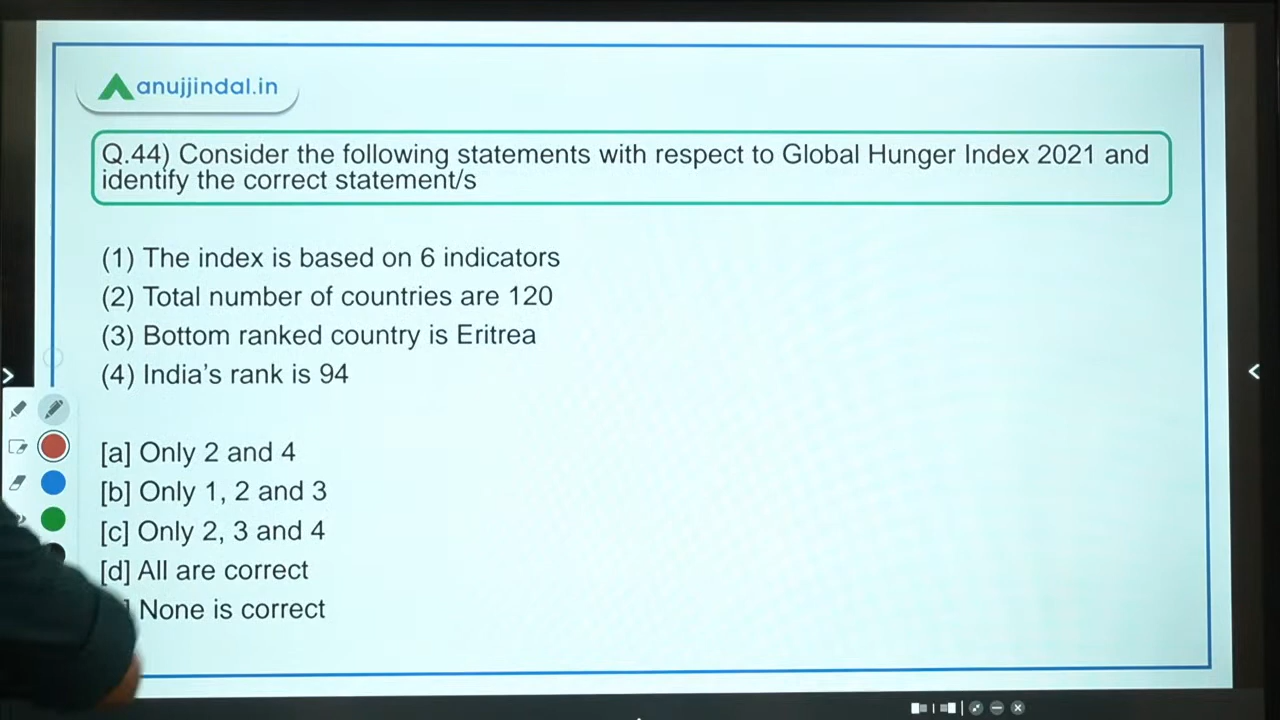 anujjindal.in
Q.44) Consider the following statements with respect to Global Hunger Index 2021 and
identify the correct statement/s
(1) The index is based on 6 indicators
(2) Total number of countries are 120
(3) Bottom ranked country is Eritrea
(4) India's rank is 94
[a] Only 2 and 4
[b] Only 1, 2 and 3
[c] Only 2, 3 and 4
[d] All are correct
] None is correct